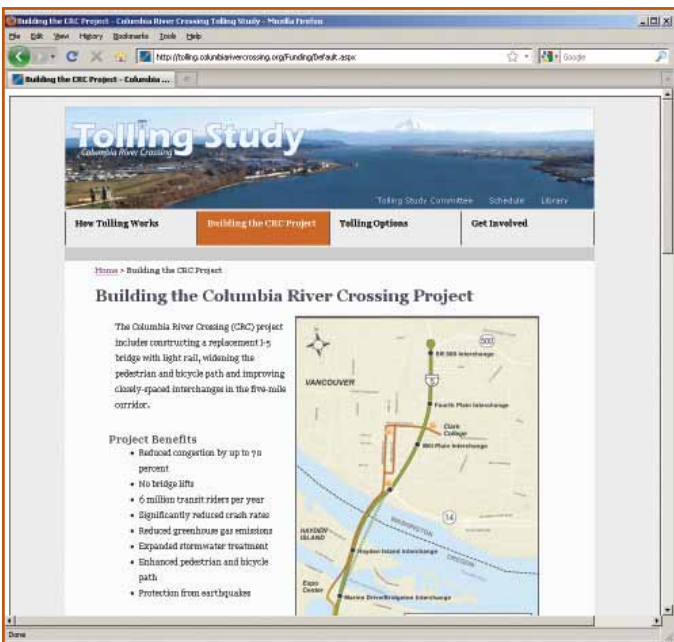 Building the CRC Project - Columbia River Crossing Tolling Study - Mozilla Firefox
File Edit View History Bookmarks Tools Help
http://tolling.columbiarivercrossing.org/Funding/Default.aspx
Google
Building the CRC Project - Columbia ...
Tolling Study
Columbia River Crossing
Tolling Study Committee Schedule Library
How Tolling Works Building the CRC Project Tolling Options Get Involved
Home > Building the CRC Project
Building the Columbia River Crossing Project
The Columbia River Crossing (CRC) project
includes constructing a replacement I-5
bridge with light rail, widening the
pedestrian and bicycle path and improving
closely-spaced interchanges in the five-mile
corridor.
Project Benefits
• Reduced congestion by up to 70
percent
• No bridge lifts
• 6 million transit riders per year
• Significantly reduced crash rates
• Reduced greenhouse gas emissions
• Expanded stormwater treatment
• Enhanced pedestrian and bicycle
path
• Protection from earthquakes
500
SR 500 Interchange
5
VANCOUVER
Fourth Plain Interchange
Clark
College
Mill Plain Interchange
14
WASHINGTON
OREGON
HAYDEN
ISLAND
Hayden Island Interchange
Expo
Center
Marine Drive/Bridgeton Interchange
Done